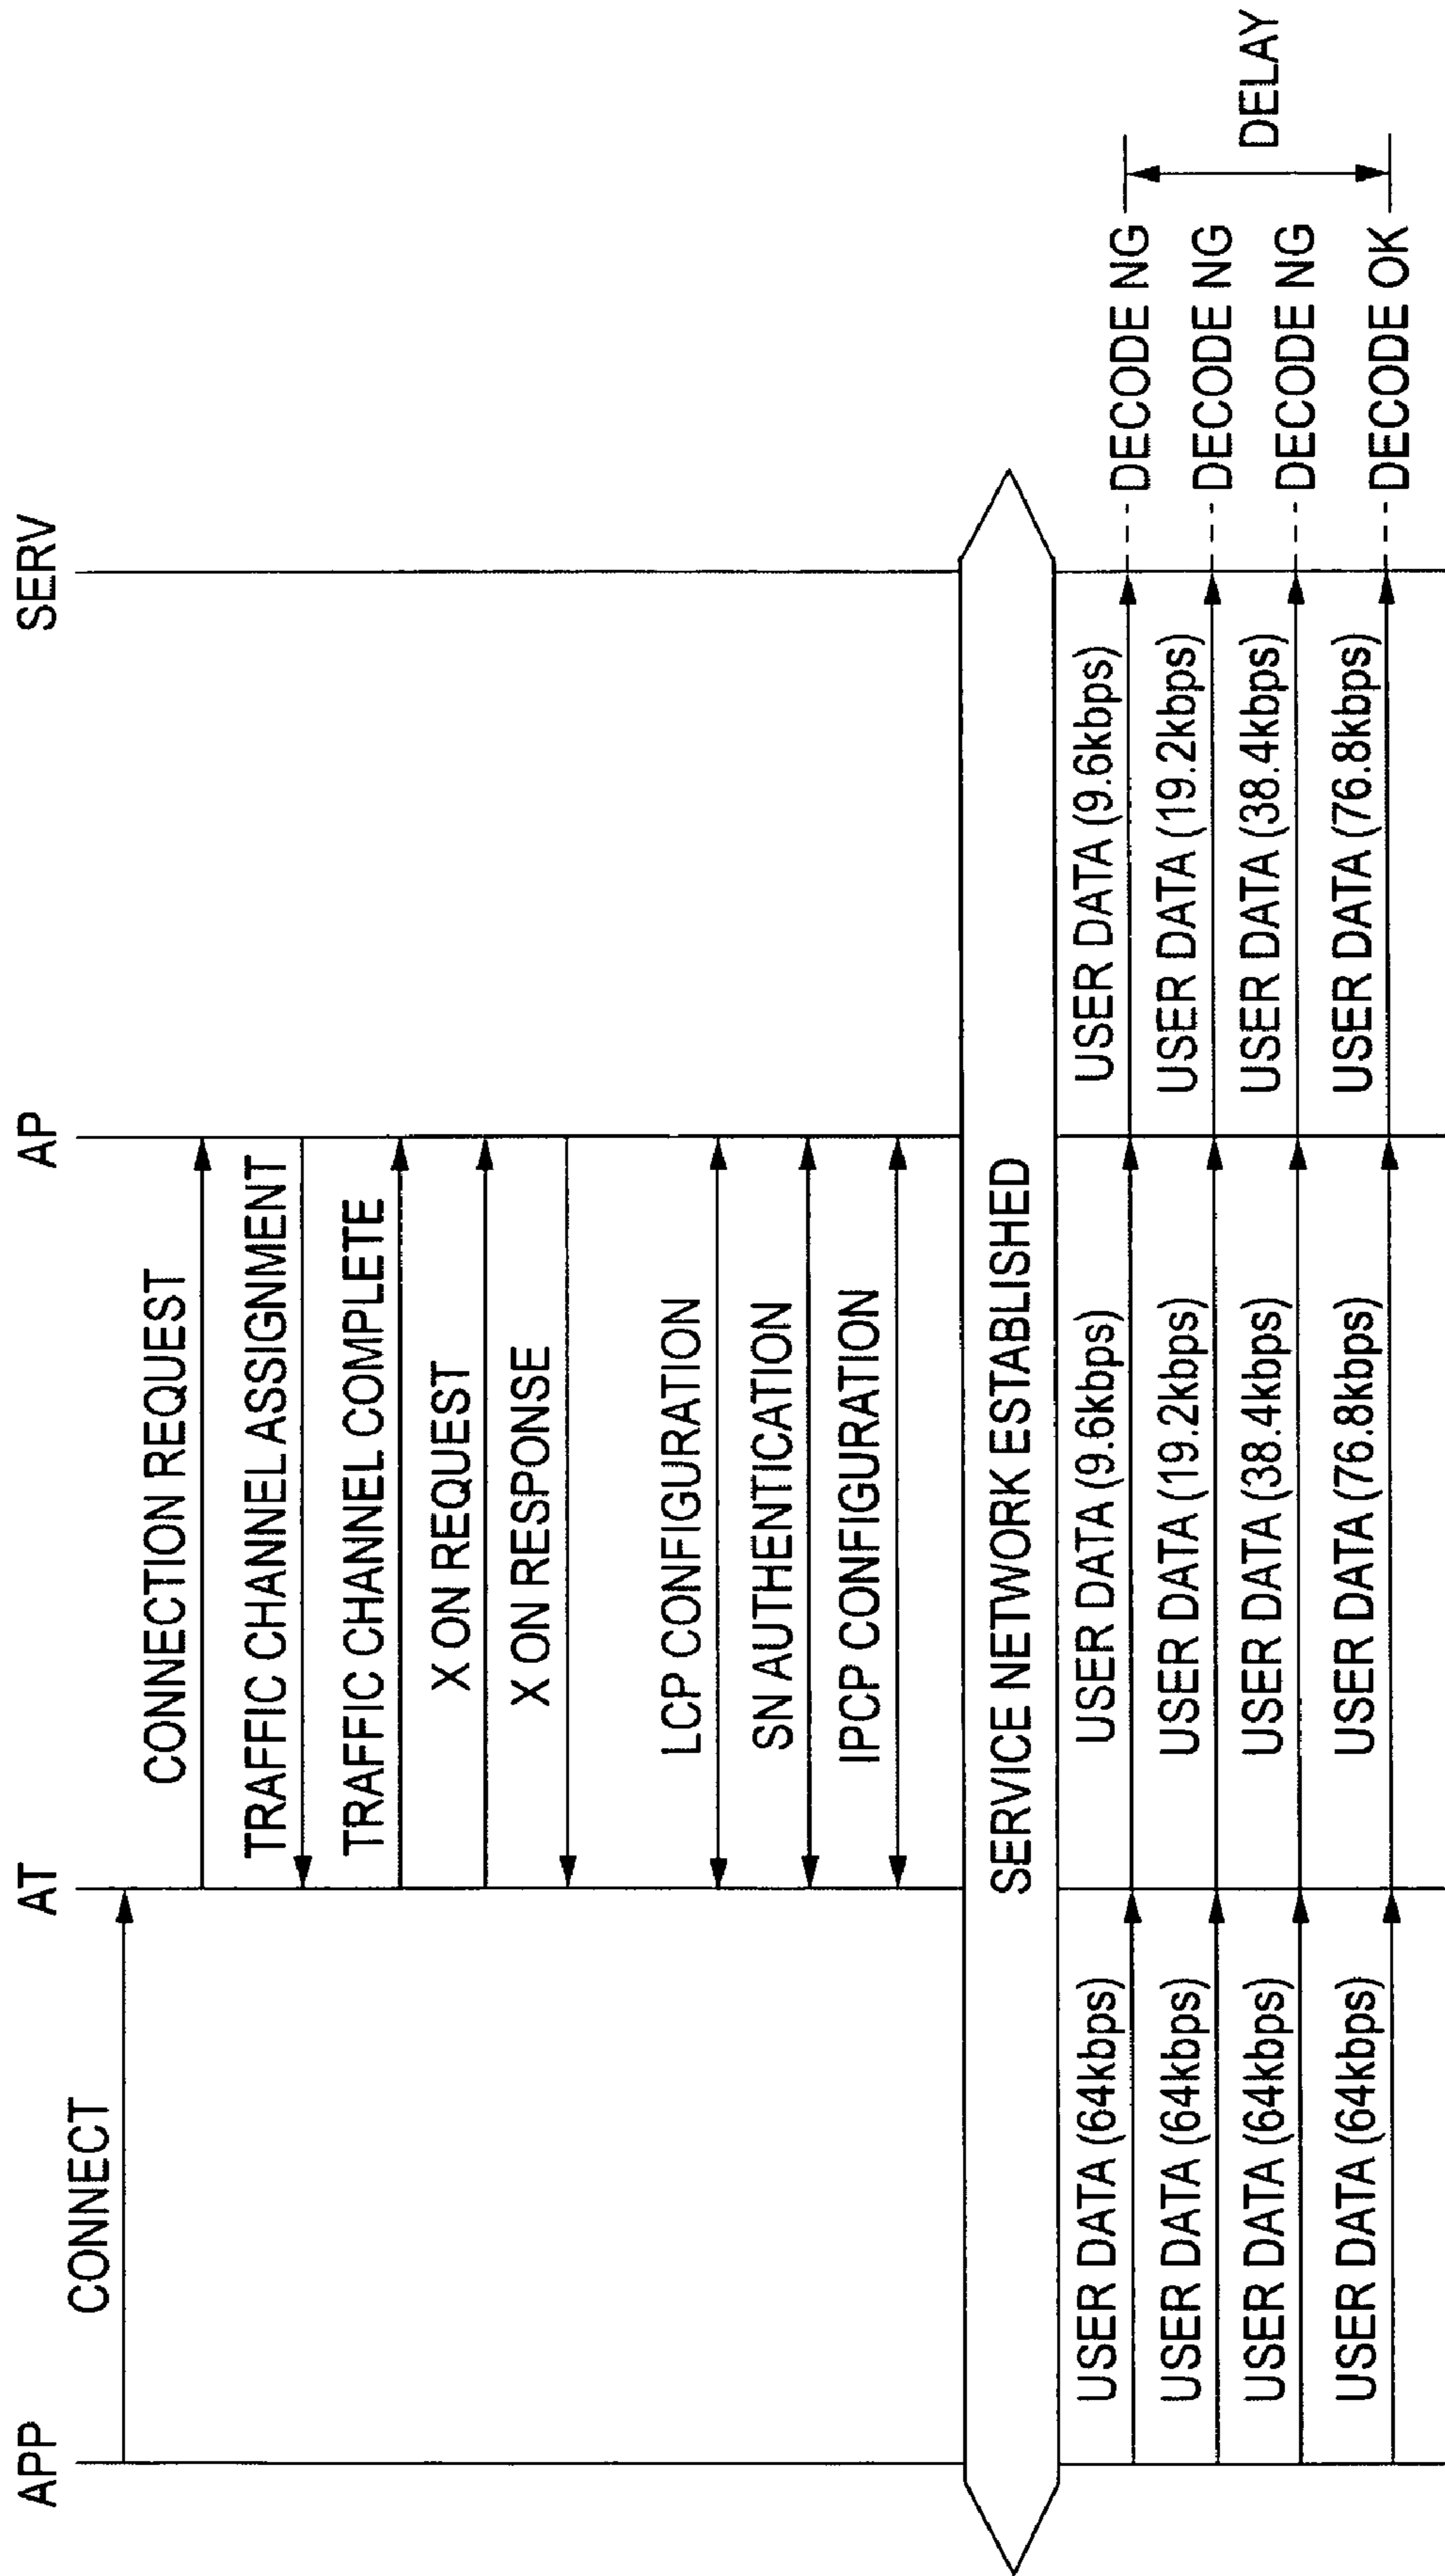 APP
AT
AP
SERV
CONNECT
CONNECTION REQUEST
TRAFFIC CHANNEL ASSIGNMENT
TRAFFIC CHANNEL COMPLETE
X ON REQUEST
X ON RESPONSE
LCP CONFIGURATION
SN AUTHENTICATION
IPCP CONFIGURATION
SERVICE NETWORK ESTABLISHED
USER DATA (64kbps)
USER DATA (9.6kbps)
USER DATA (9.6kbps)
DECODE NG
USER DATA (64kbps)
USER DATA (19.2kbps)
USER DATA (19.2kbps)
DECODE NG
USER DATA (64kbps)
USER DATA (38.4kbps)
USER DATA (38.4kbps)
DECODE NG
USER DATA (64kbps)
USER DATA (76.8kbps)
USER DATA (76.8kbps)
DECODE OK
DELAY